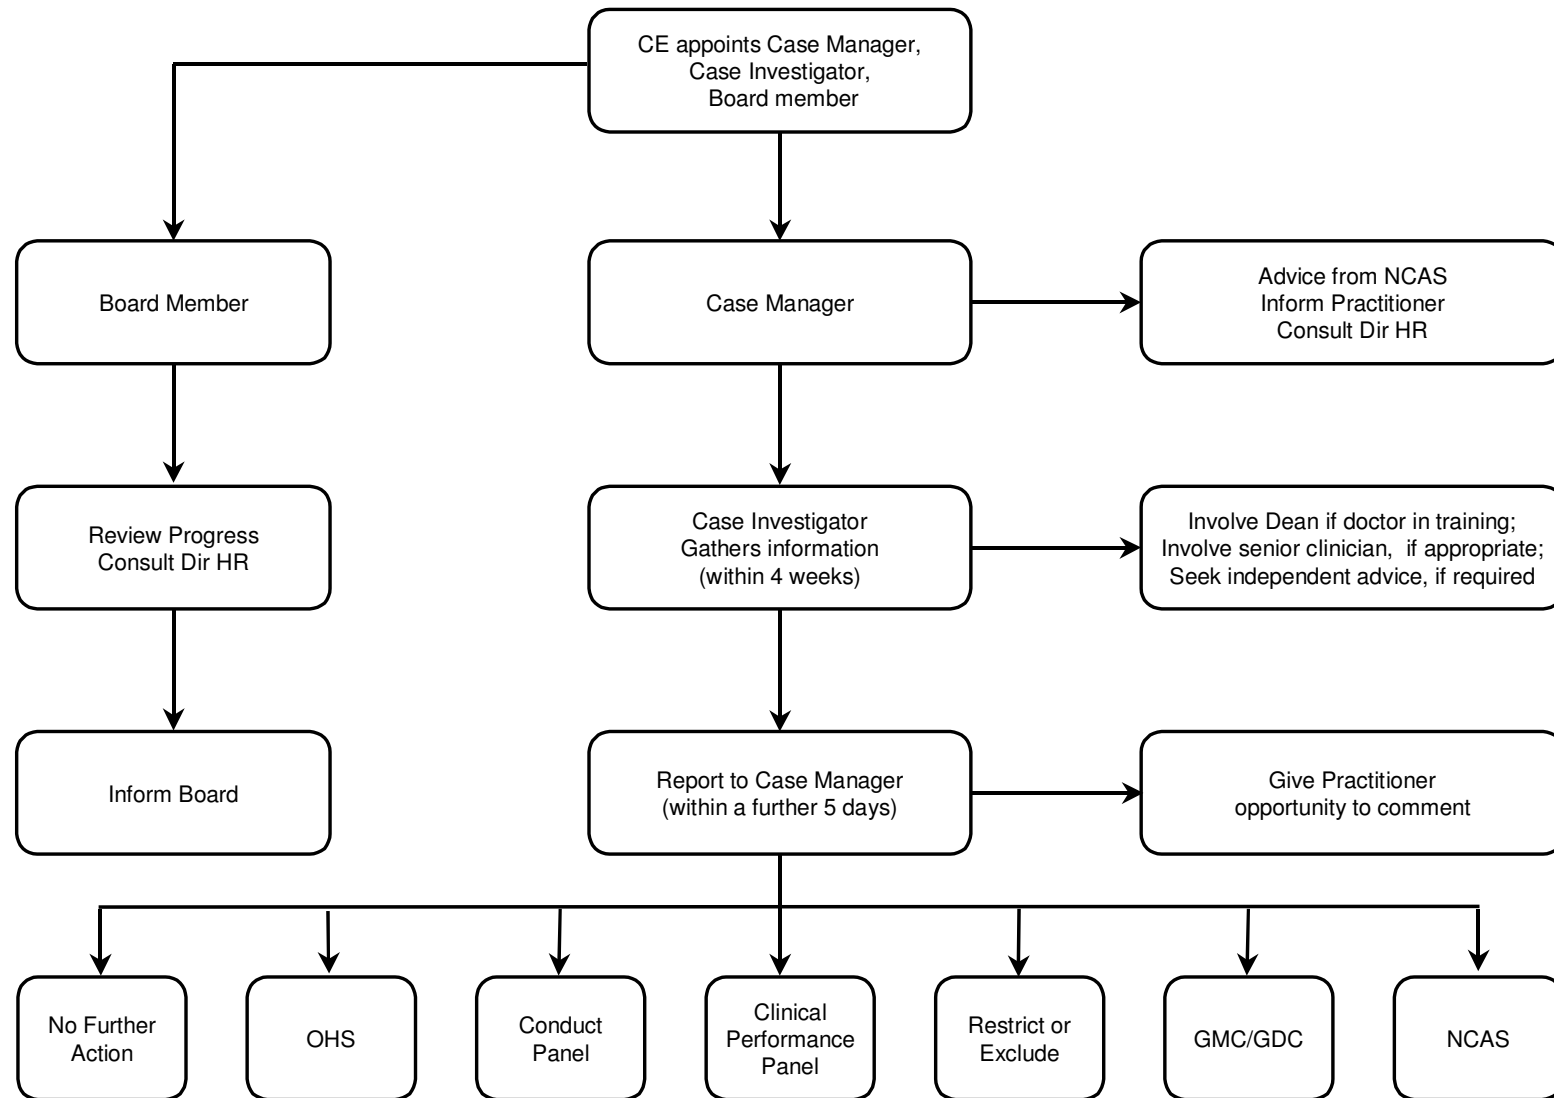 CE appoints Case Manager,
Case Investigator,
Board member
Board Member
Case Manager
Advice from NCAS
Inform Practitioner
Consult Dir HR
Review Progress
Consult Dir HR
Case Investigator
Gathers information
(within 4 weeks)
Involve Dean if doctor in training;
Involve senior clinician,  if appropriate;
Seek independent advice, if required
Inform Board
Report to Case Manager
(within a further 5 days)
Give Practitioner
opportunity to comment
No Further
Action
OHS
Conduct
Panel
Clinical
Performance
Panel
Restrict or
Exclude
GMC/GDC
NCAS